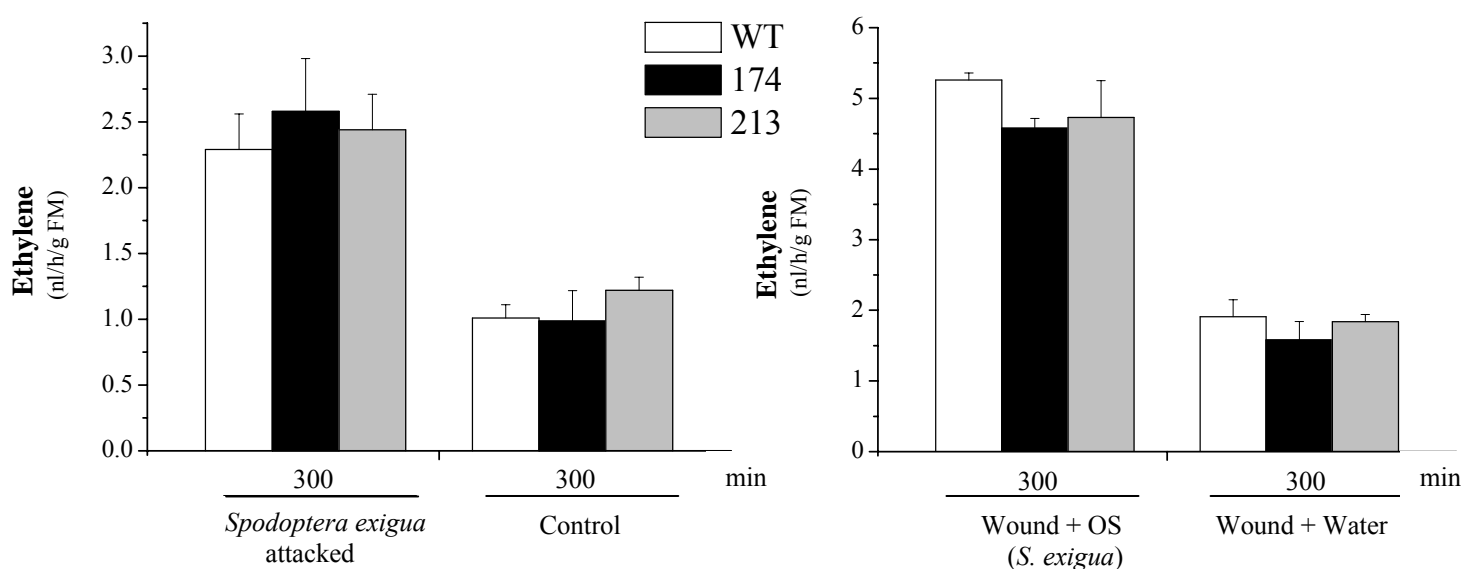 Ethylene
(nl/h/g FM)
3.0
2.5
2.0
1.5
1.0
0.5
0.0
WT
174
213
300
300
min
Spodoptera exigua
attacked
Control
Ethylene
(nl/h/g FM)
6
5
4
3
2
1
0
300
300
min
Wound + OS
(S. exigua)
Wound + Water